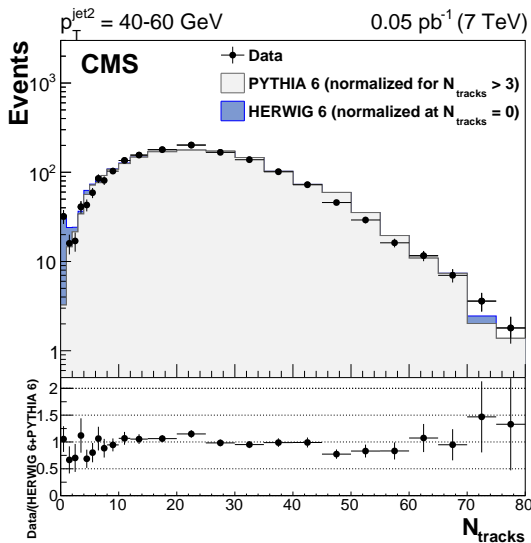 p_T^jet2 = 40-60 GeV 0.05 pb⁻¹ (7 TeV)
CMS
Data
PYTHIA 6 (normalized for N_tracks > 3)
HERWIG 6 (normalized at N_tracks = 0)
Events
10³
10²
10
1
Data/(HERWIG 6+PYTHIA 6)
2
1.5
1
0.5
0
0 10 20 30 40 50 60 70 80
N_tracks